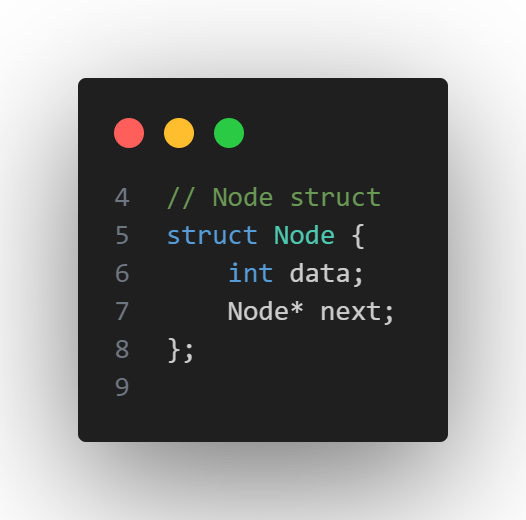 4 // Node struct
5 struct Node {
6     int data;
7     Node* next;
8 };
9